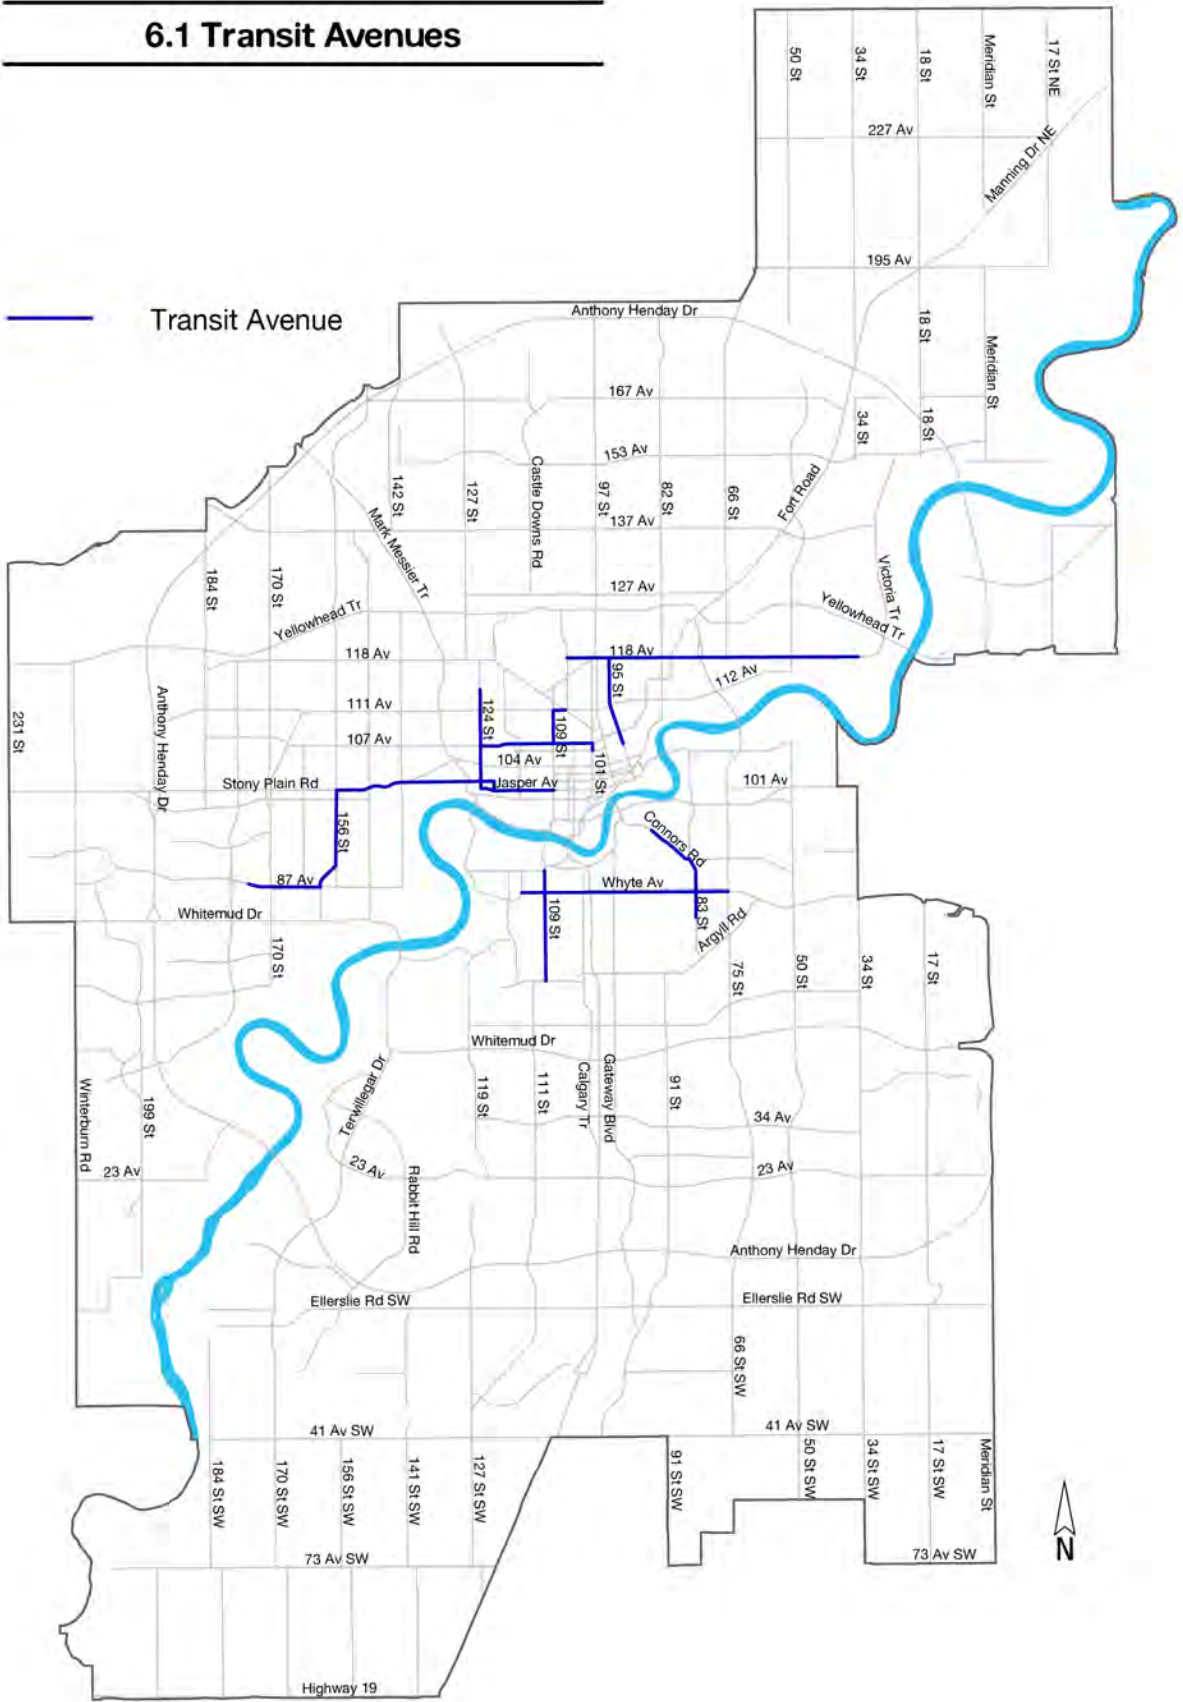 6.1 Transit Avenues
50 St
34 St
18 St
Meridian St
17 St NE
227 Av
Manning Dr NE
195 Av
Transit Avenue
Anthony Henday Dr
18 St
Meridian St
167 Av
34 St
18 St
153 Av
142 St
127 St
Castle Downs Rd
97 St
82 St
66 St
Fort Road
Mark Messier Tr
137 Av
184 St
170 St
127 Av
Victoria Tr
Yellowhead Tr
Yellowhead Tr
118 Av
118 Av
95 St
112 Av
231 St
Anthony Henday Dr
111 Av
124 St
109 St
107 Av
104 Av
101 St
Stony Plain Rd
Jasper Av
101 Av
156 St
Connors Rd
87 Av
Whyte Av
83 St
Whitemud Dr
109 St
Argyll Rd
170 St
75 St
50 St
34 St
17 St
Whitemud Dr
Winterburn Rd
199 St
Terwillegar Dr
119 St
111 St
Calgary Tr
Gateway Blvd
91 St
34 Av
23 Av
23 Av
Rabbit Hill Rd
23 Av
Anthony Henday Dr
Ellerslie Rd SW
Ellerslie Rd SW
66 St SW
41 Av SW
41 Av SW
184 St SW
170 St SW
156 St SW
141 St SW
127 St SW
91 St SW
50 St SW
34 St SW
17 St SW
Meridian St
N
73 Av SW
73 Av SW
Highway 19